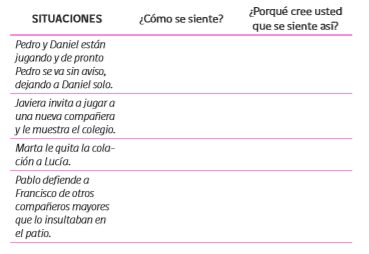 SITUACIONES
¿Cómo se siente?
¿Porqué cree usted
que se siente así?
Pedro y Daniel están
jugando y de pronto
Pedro se va sin aviso,
dejando a Daniel solo.
Javiera invita a jugar a
una nueva compañera
y le muestra el colegio.
Marta le quita la cola-
ción a Lucía.
Pablo defiende a
Francisco de otros
compañeros mayores
que lo insultaban en
el patio.